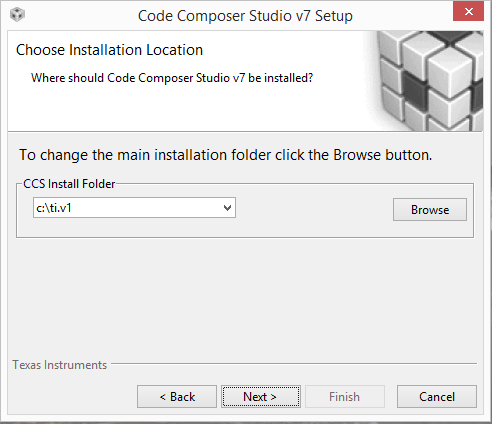 Code Composer Studio v7 Setup
Choose Installation Location
Where should Code Composer Studio v7 be installed?
To change the main installation folder click the Browse button.
CCS Install Folder
c:\ti.v1
Browse
Texas Instruments
< Back
Next >
Finish
Cancel